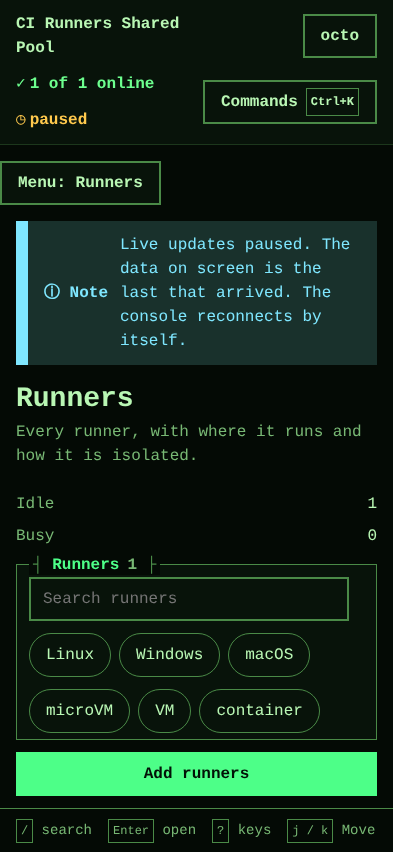 CI Runners Shared
Pool
octo
✓ 1 of 1 online
◷ paused
Commands Ctrl+K
Menu: Runners
ⓘ Note
Live updates paused. The
data on screen is the
last that arrived. The
console reconnects by
itself.
Runners
Every runner, with where it runs and
how it is isolated.
Idle 1
Busy 0
┤ Runners 1 ├
Search runners
Linux Windows macOS
microVM VM container
Add runners
/ search Enter open ? keys j / k Move